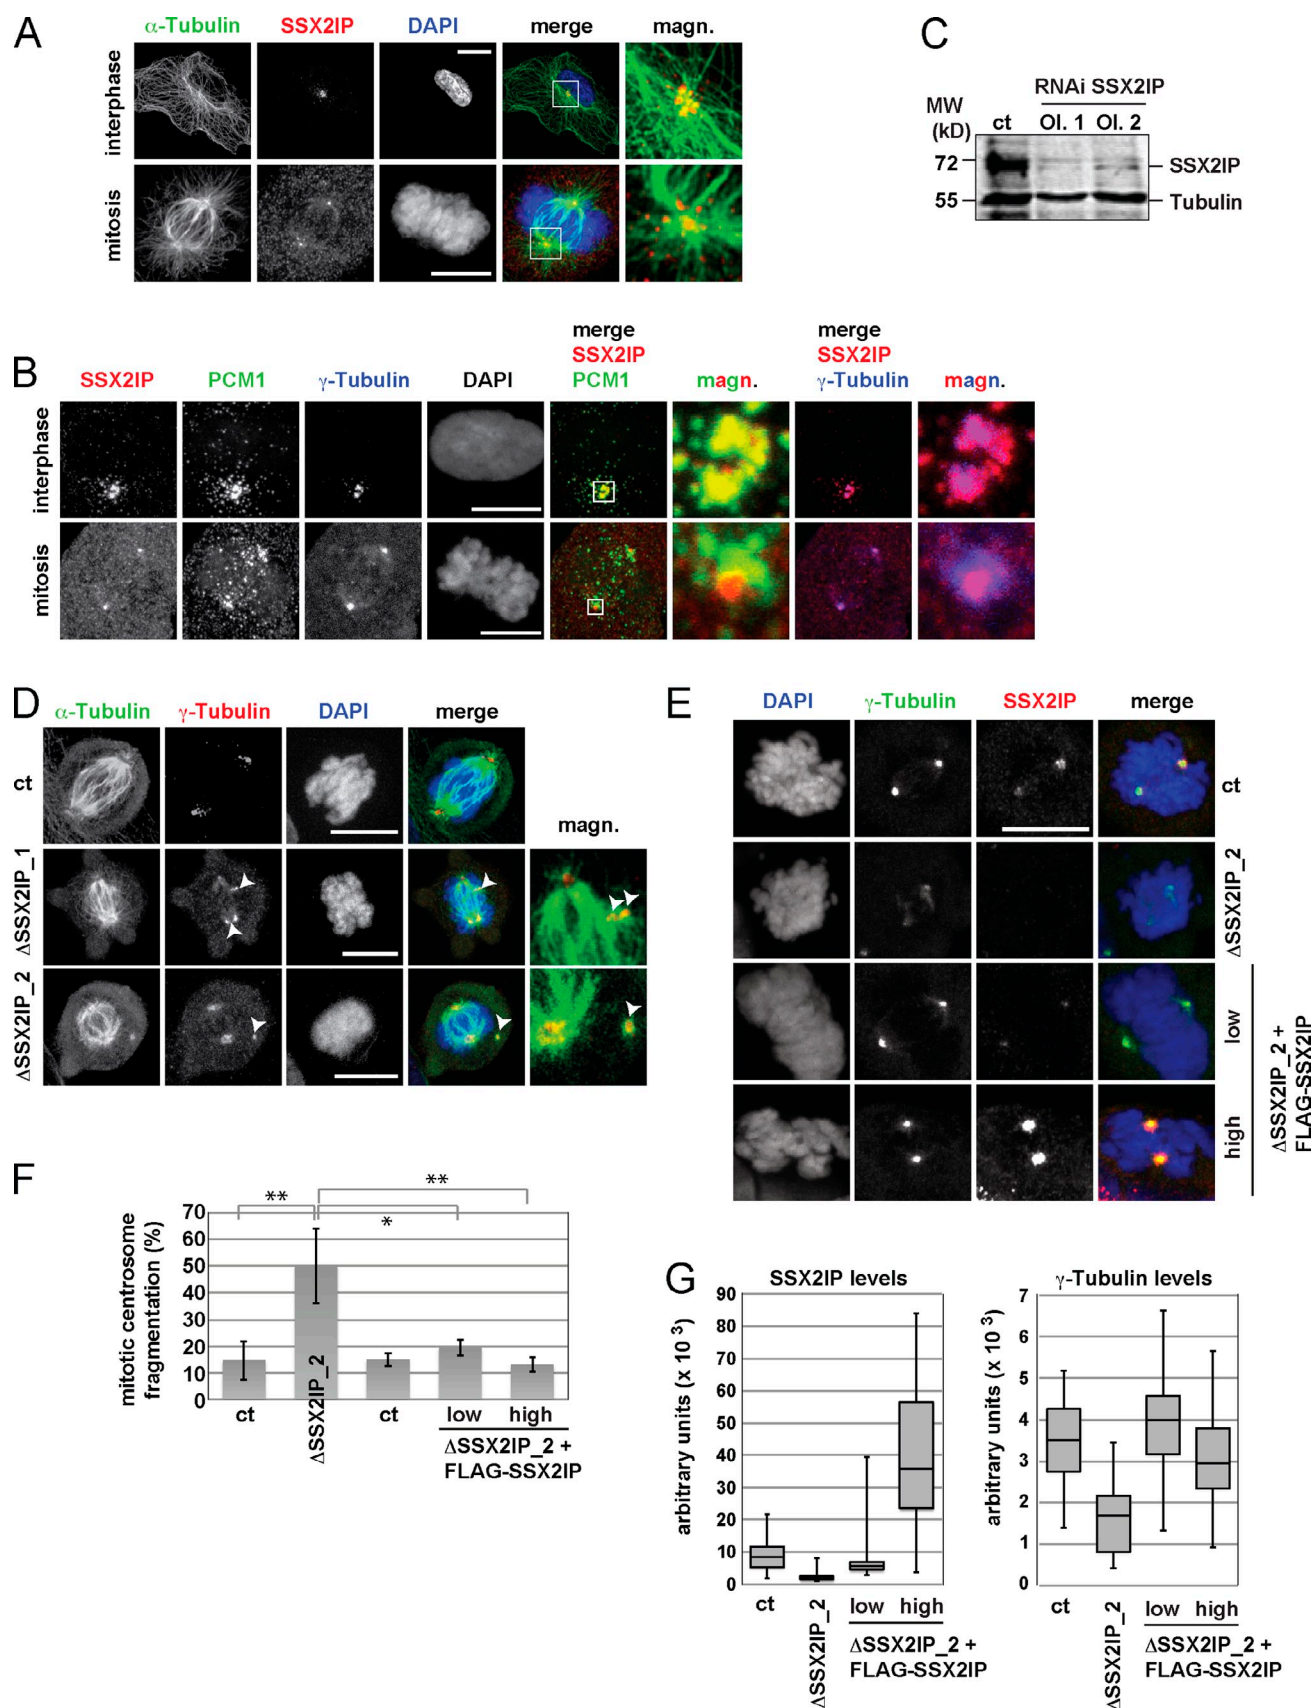 A
α-Tubulin SSX2IP DAPI merge magn.
interphase
mitosis
C
RNAi SSX2IP
MW
(kD)
ct Ol. 1 Ol. 2
72 SSX2IP
55 Tubulin
B
SSX2IP PCM1 γ-Tubulin DAPI
merge
SSX2IP
PCM1
magn.
merge
SSX2IP
γ-Tubulin
magn.
interphase
mitosis
D
α-Tubulin γ-Tubulin DAPI merge
magn.
ct
ΔSSX2IP_1
ΔSSX2IP_2
E
DAPI γ-Tubulin SSX2IP merge
ct
ΔSSX2IP_2
low
high
ΔSSX2IP_2 +
FLAG-SSX2IP
F
mitotic centrosome
fragmentation (%)
**
**
*
70
60
50
40
30
20
10
0
ct
ΔSSX2IP_2
ct
low high
ΔSSX2IP_2 +
FLAG-SSX2IP
G
SSX2IP levels
arbitrary units (x 10 3)
90
80
70
60
50
40
30
20
10
0
ct
ΔSSX2IP_2
low high
ΔSSX2IP_2 +
FLAG-SSX2IP
γ-Tubulin levels
arbitrary units (x 10 3)
7
6
5
4
3
2
1
0
ct
ΔSSX2IP_2
low high
ΔSSX2IP_2 +
FLAG-SSX2IP